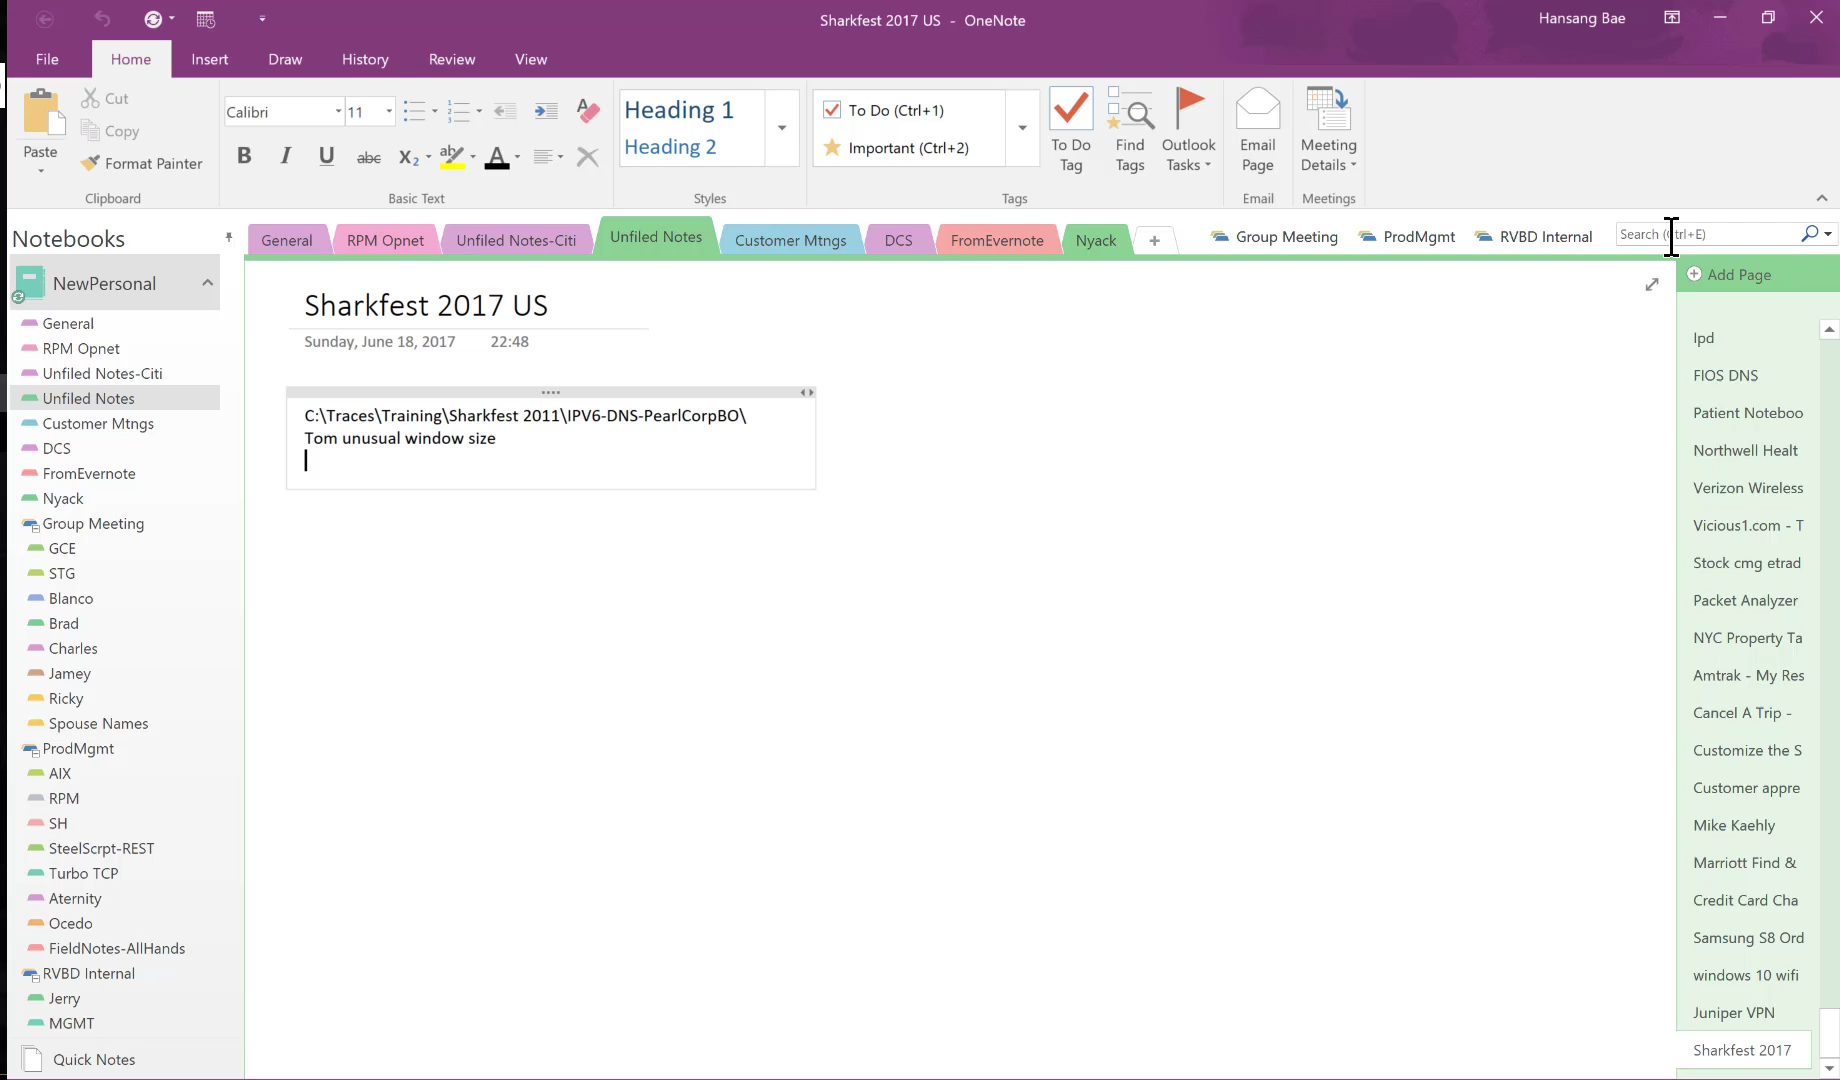 Sharkfest 2017 US - OneNote
Hansang Bae
File Home Insert Draw History Review View
Paste
Cut
Copy
Format Painter
Clipboard
Calibri 11
B I U abc X2 ab A
Basic Text
Heading 1
Heading 2
Styles
To Do (Ctrl+1)
Important (Ctrl+2)
To Do Tag
Find Tags
Outlook Tasks
Tags
Email Page
Email
Meeting Details
Meetings
Notebooks
General RPM Opnet Unfiled Notes-Citi Unfiled Notes Customer Mtngs DCS FromEvernote Nyack
Group Meeting ProdMgmt RVBD Internal
Search (Ctrl+E)
NewPersonal
General
RPM Opnet
Unfiled Notes-Citi
Unfiled Notes
Customer Mtngs
DCS
FromEvernote
Nyack
Group Meeting
GCE
STG
Blanco
Brad
Charles
Jamey
Ricky
Spouse Names
ProdMgmt
AIX
RPM
SH
SteelScrpt-REST
Turbo TCP
Aternity
Ocedo
FieldNotes-AllHands
RVBD Internal
Jerry
MGMT
Quick Notes
Sharkfest 2017 US
Sunday, June 18, 2017 22:48
C:\Traces\Training\Sharkfest 2011\IPV6-DNS-PearlCorpBO\
Tom unusual window size
Add Page
Ipd
FIOS DNS
Patient Noteboo
Northwell Healt
Verizon Wireless
Vicious1.com - T
Stock cmg etrad
Packet Analyzer
NYC Property Ta
Amtrak - My Res
Cancel A Trip -
Customize the S
Customer appre
Mike Kaehly
Marriott Find &
Credit Card Cha
Samsung S8 Ord
windows 10 wifi
Juniper VPN
Sharkfest 2017